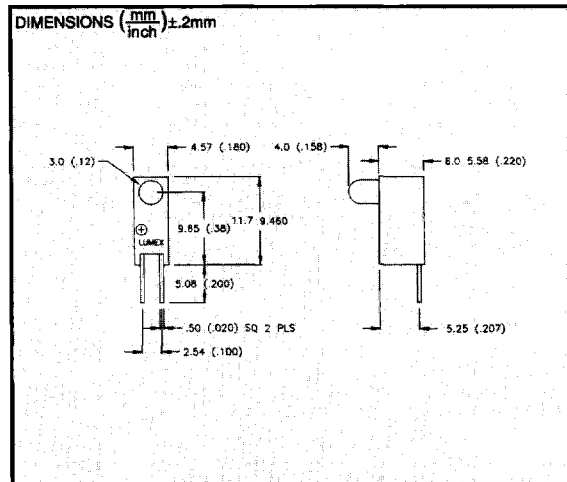 DIMENSIONS (mm/inch)±.2mm
4.57 (.180)
4.0 (.158)
3.0 (.12)
6.0 5.58 (.220)
11.7 9.460
9.65 (.38)
LUMEX
5.08 (.200)
.50 (.020) SQ 2 PLS
5.25 (.207)
2.54 (.100)